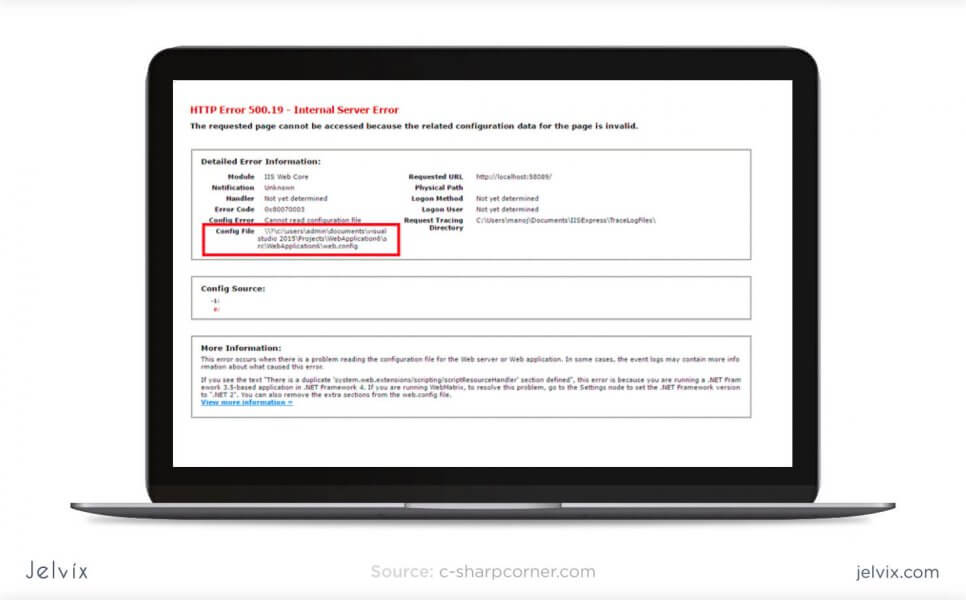 HTTP Error 500.19 - Internal Server Error
The requested page cannot be accessed because the related configuration data for the page is invalid.
Detailed Error Information:
Module IIS Web Core
Notification Unknown
Handler Not yet determined
Error Code 0x80070003
Config Error Cannot read configuration file
Config File \\?\c:\users\admin\documents\visual
studio 2015\Projects\WebApplication6\sr
c\WebApplication6\web.config
Requested URL http://localhost:58089/
Physical Path
Logon Method Not yet determined
Logon User Not yet determined
Request Tracing C:\Users\manoj\Documents\IISExpress\TraceLogFiles\
Directory
Config Source:
-1:
0:
More Information:
This error occurs when there is a problem reading the configuration file for the Web server or Web application. In some cases, the event logs may contain more info
rmation about what caused this error.
If you see the text "There is a duplicate 'system.web.extensions/scripting/scriptResourceHandler' section defined", this error is because you are running a .NET Fram
ework 3.5-based application in .NET Framework 4. If you are running WebMatrix, to resolve this problem, go to the Settings node to set the .NET Framework version
to ".NET 2". You can also remove the extra sections from the web.config file.
View more information »
Jelvix
Source: c-sharpcorner.com
jelvix.com